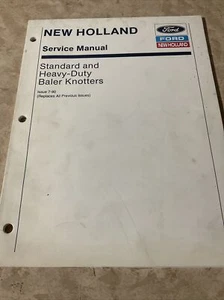 NEW HOLLAND
Service Manual
Ford
FORD
NEW HOLLAND
Standard and
Heavy-Duty
Baler Knotters
Issue 7-90
(Replaces All Previous Issues)